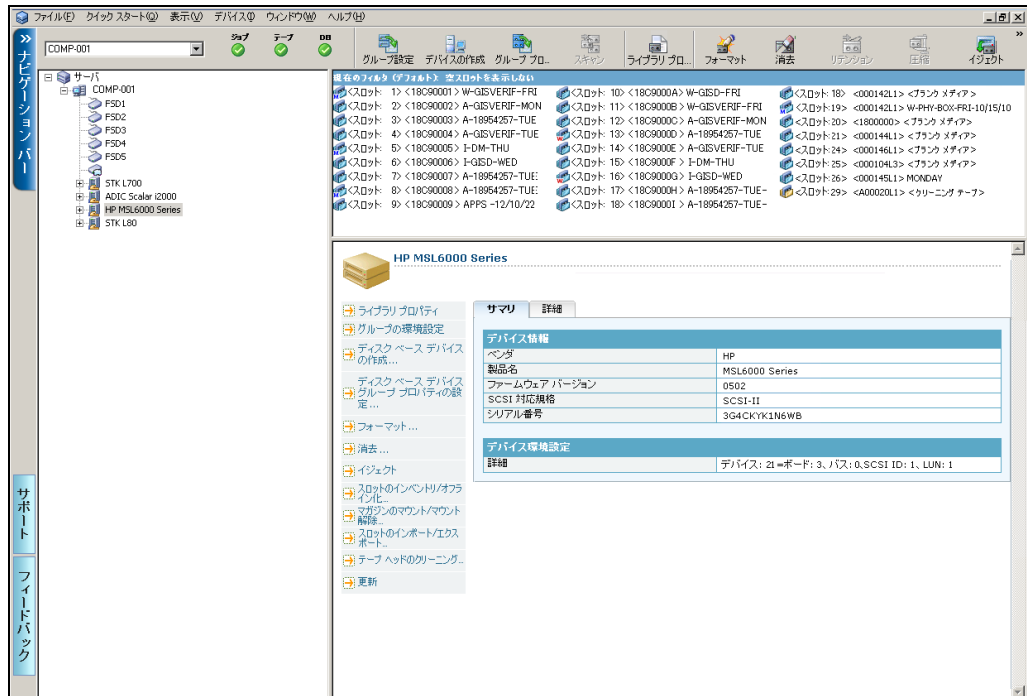 ファイル(F) クイック スタート(Q) 表示(V) デバイス(I) ウィンドウ(W) ヘルプ(H)
ナビゲーション バー
COMP-001
ジョブ テープ DB
グループ設定 デバイスの作成 グループ プロ... スキャン ライブラリ プロ... フォーマット 消去 リテンション 圧縮 イジェクト
サーバ
COMP-001
FSD1
FSD2
FSD3
FSD4
FSD5
STK L700
ADIC Scalar i2000
HP MSL6000 Series
STK L80
現在のフィルタ (デフォルト): 空スロットを表示しない
<スロット: 1> <18C90001> W-GISVERIF-FRI
<スロット: 2> <18C90002> A-GISVERIF-MON
<スロット: 3> <18C90003> A-18954257-TUE
<スロット: 4> <18C90004> A-GISVERIF-TUE
<スロット: 5> <18C90005> I-DM-THU
<スロット: 6> <18C90006> I-GISD-WED
<スロット: 7> <18C90007> A-18954257-TUE
<スロット: 8> <18C90008> A-18954257-TUE
<スロット: 9> <18C90009> APPS -12/10/22
<スロット: 10> <18C9000A> W-GISD-FRI
<スロット: 11> <18C9000B> W-GISVERIF-FRI
<スロット: 12> <18C9000C> A-GISVERIF-MON
<スロット: 13> <18C9000D> A-18954257-TUE
<スロット: 14> <18C9000E> A-GISVERIF-TUE
<スロット: 15> <18C9000F> I-DM-THU
<スロット: 16> <18C9000G> I-GISD-WED
<スロット: 17> <18C9000H> A-18954257-TUE-
<スロット: 18> <18C9000I> A-18954257-TUE-
<スロット: 18> <000142L1> <ブランク メディア>
<スロット:19> <000142L1> W-PHY-BOX-FRI-10/15/10
<スロット:20> <1800000> <ブランク メディア>
<スロット:21> <000144L1> <ブランク メディア>
<スロット:24> <000146L1> <ブランク メディア>
<スロット:25> <000104L3> <ブランク メディア>
<スロット:26> <000145L1> MONDAY
<スロット:29> <A00020L1> <クリーニング テープ>
HP MSL6000 Series
ライブラリ プロパティ
グループの環境設定
ディスク ベース デバイス
の作成...
ディスク ベース デバイス
グループ プロパティの設
定...
フォーマット...
消去...
イジェクト
スロットのインベントリ/オフラ
イン化...
マガジンのマウント/マウント
解除...
スロットのインポート/エクス
ポート...
テープ ヘッドのクリーニング...
更新
サマリ 詳細
デバイス情報
ベンダ HP
製品名 MSL6000 Series
ファームウェア バージョン 0502
SCSI 対応規格 SCSI-II
シリアル番号 3G4CKYK1N6WB
デバイス環境設定
詳細 デバイス: 21 =ボード: 3、バス: 0、SCSI ID: 1、LUN: 1
サポート
フィードバック